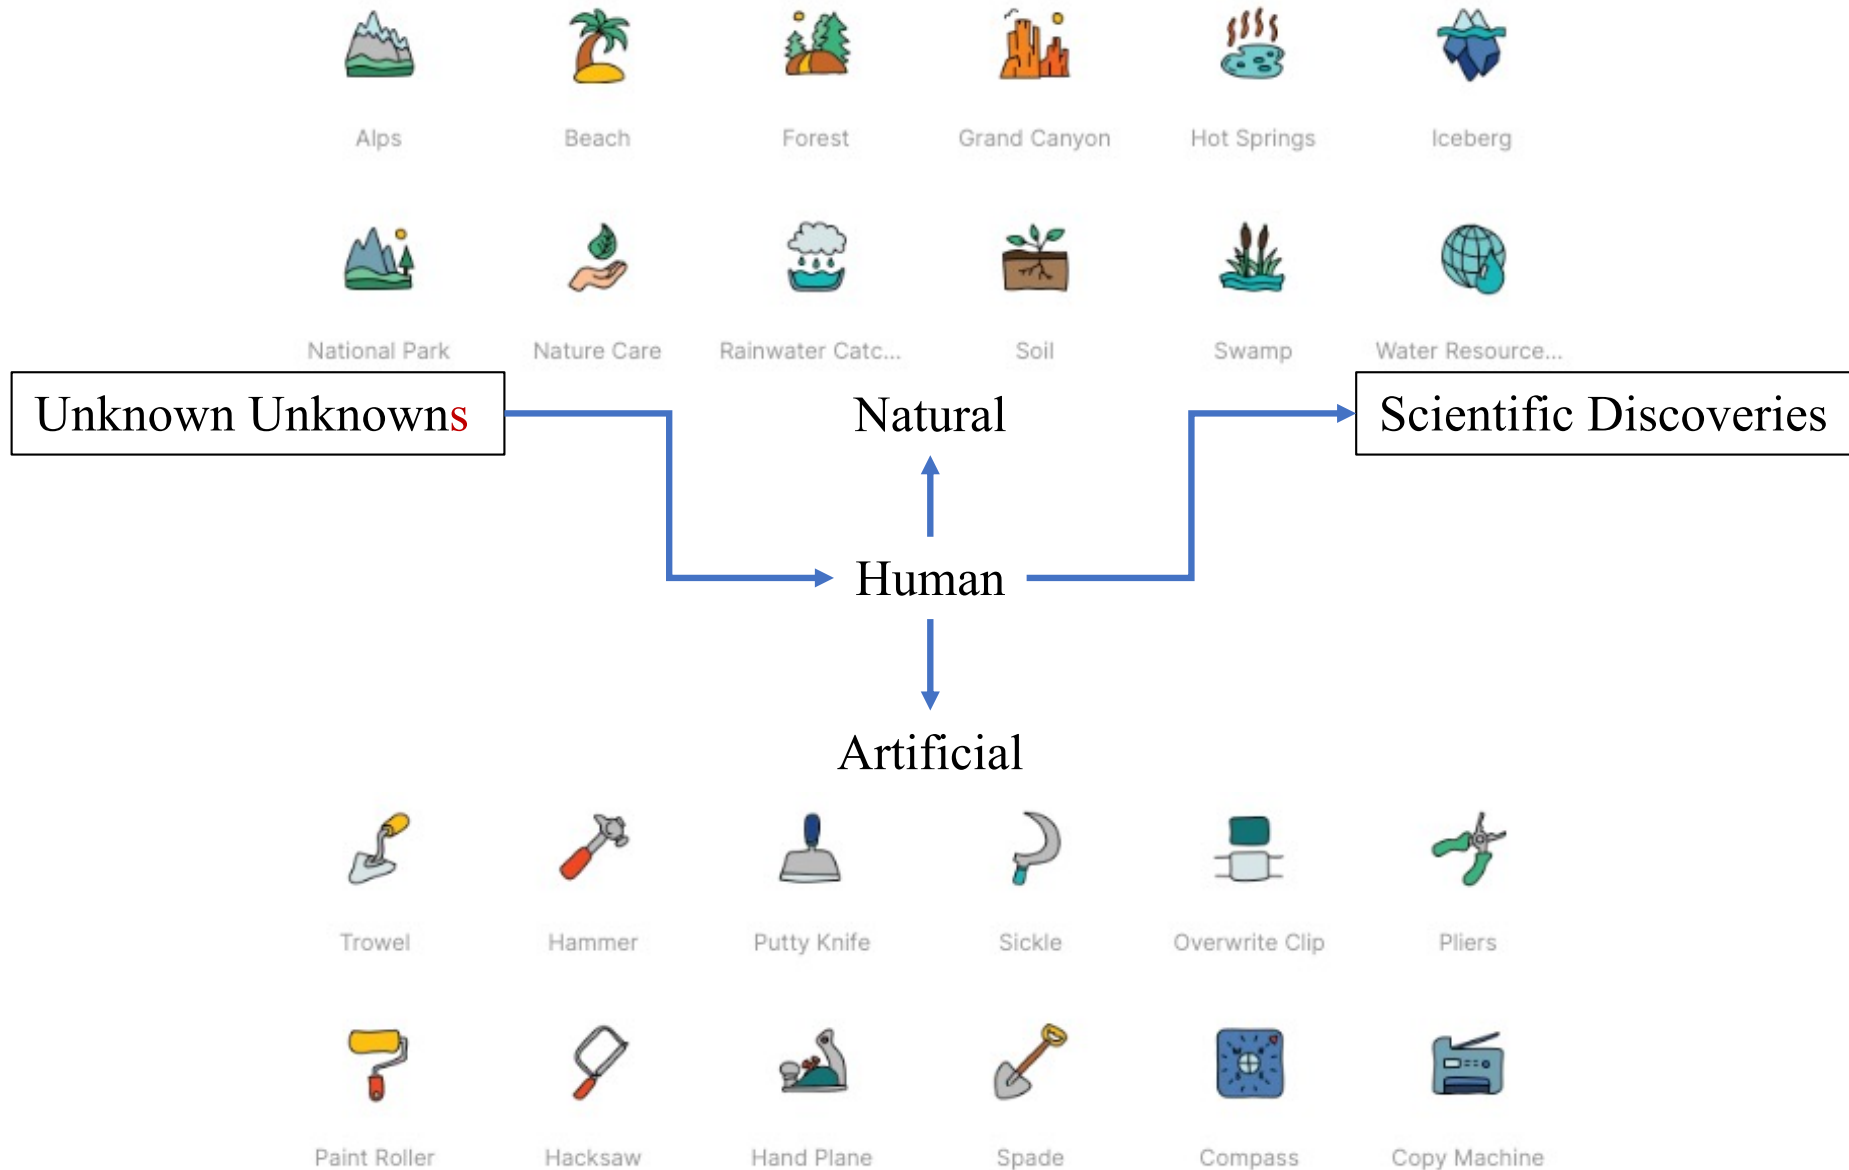 Alps Beach Forest Grand Canyon Hot Springs Iceberg
National Park Nature Care Rainwater Catc... Soil Swamp Water Resource...
Unknown Unknowns Natural Scientific Discoveries
Human
Artificial
Trowel Hammer Putty Knife Sickle Overwrite Clip Pliers
Paint Roller Hacksaw Hand Plane Spade Compass Copy Machine